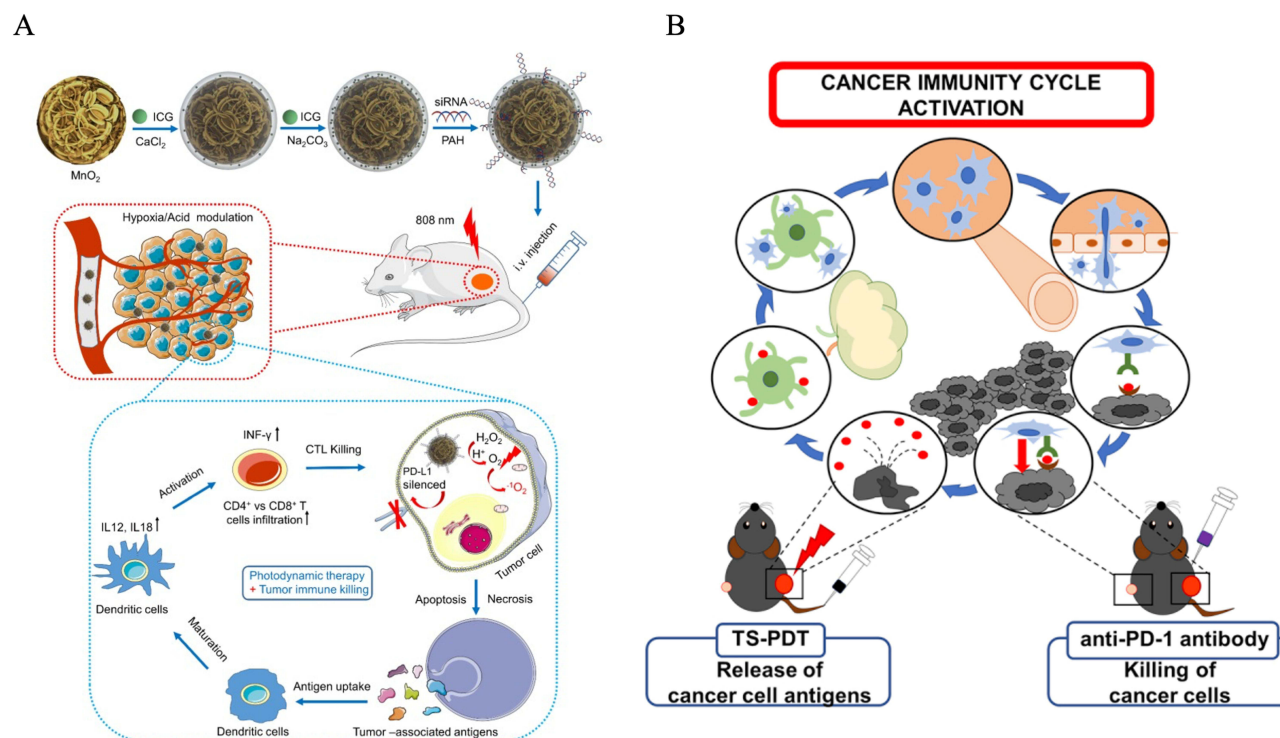 A
ICG
CaCl₂
ICG
Na₂CO₃
siRNA
PAH
MnO₂
Hypoxia/Acid modulation
808 nm
i.v. injection
INF-γ↑
CTL Killing
Activation
CD4⁺ vs CD8⁺ T
cells infiltration↑
IL12, IL18↑
Dendritic cells
PD-L1
silenced
H₂O₂
H⁺ O₂
·¹O₂
Tumor cell
Photodynamic therapy
+ Tumor immune killing
Apoptosis
Necrosis
Maturation
Antigen uptake
Dendritic cells
Tumor –associated antigens
B
CANCER IMMUNITY CYCLE
ACTIVATION
TS-PDT
Release of
cancer cell antigens
anti-PD-1 antibody
Killing of
cancer cells